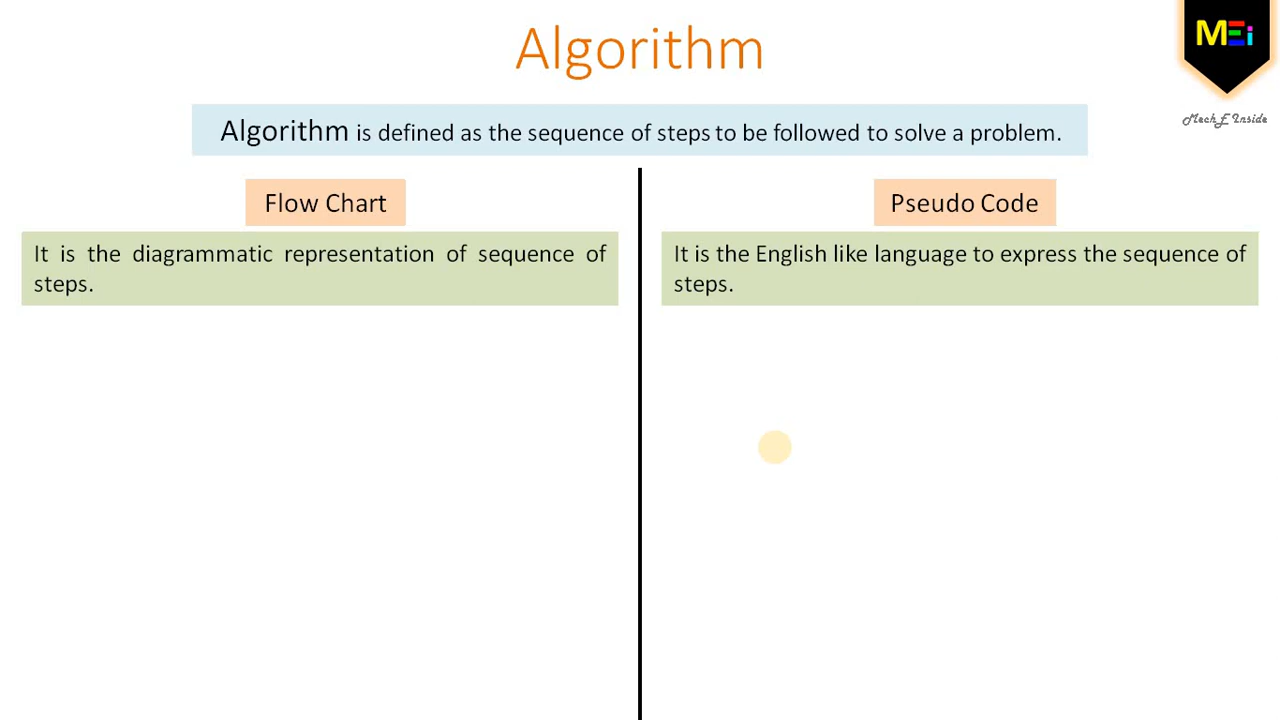 Algorithm
MEi
MechE Inside
Algorithm is defined as the sequence of steps to be followed to solve a problem.
Flow Chart
It is the diagrammatic representation of sequence of
steps.
Pseudo Code
It is the English like language to express the sequence of
steps.